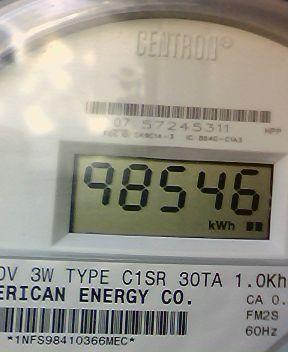 CENTRON®
07 57245311 MPP
98546
kWh
0V 3W TYPE C1SR 30TA 1.0Kh
ERICAN ENERGY CO. CA 0.
FM2S
60Hz
*1NFS98410366MEC*